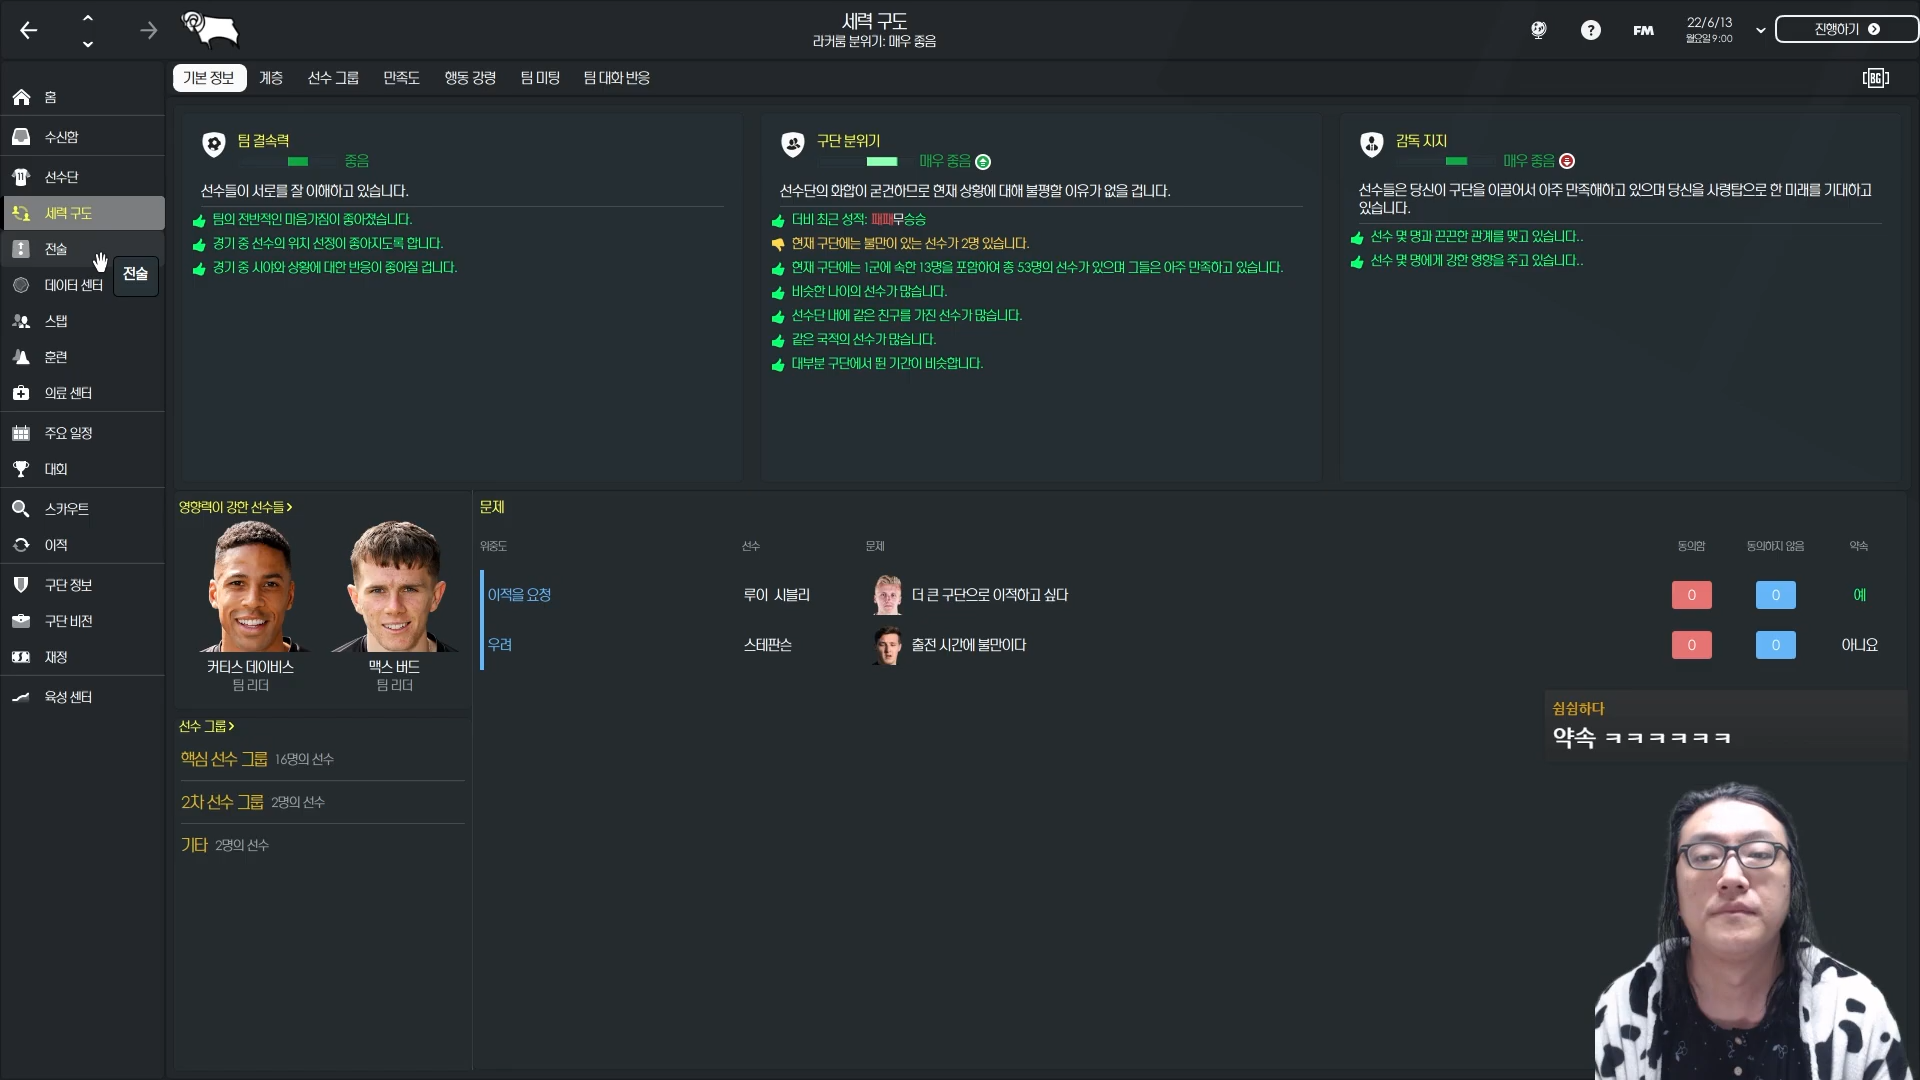 세력 구도
라커룸 분위기: 매우 좋음
FM
22/6/13
월요일 9:00
진행하기
기본 정보
계층
선수 그룹
만족도
행동 강령
팀 미팅
팀 대화 반응
BG
홈
수신함
선수단
세력 구도
전술
전술
데이터 센터
스탭
훈련
의료 센터
주요 일정
대회
스카우트
이적
구단 정보
구단 비전
재정
육성 센터
팀 결속력
좋음
선수들이 서로를 잘 이해하고 있습니다.
팀의 전반적인 마음가짐이 좋아졌습니다.
경기 중 선수의 위치 선정이 좋아지도록 합니다.
경기 중 시야와 상황에 대한 반응이 좋아질 겁니다.
구단 분위기
매우 좋음
선수단의 화합이 굳건하므로 현재 상황에 대해 불평할 이유가 없을 겁니다.
더비 최근 성적: 패패무승승
현재 구단에는 불만이 있는 선수가 2명 있습니다.
현재 구단에는 1군에 속한 13명을 포함하여 총 53명의 선수가 있으며 그들은 아주 만족하고 있습니다.
비슷한 나이의 선수가 많습니다.
선수단 내에 같은 친구를 가진 선수가 많습니다.
같은 국적의 선수가 많습니다.
대부분 구단에서 뛴 기간이 비슷합니다.
감독 지지
매우 좋음
선수들은 당신이 구단을 이끌어서 아주 만족해하고 있으며 당신을 사령탑으로 한 미래를 기대하고
있습니다.
선수 몇 명과 끈끈한 관계를 맺고 있습니다..
선수 몇 명에게 강한 영향을 주고 있습니다..
영향력이 강한 선수들
커티스 데이비스
팀 리더
맥스 버드
팀 리더
선수 그룹
핵심 선수 그룹 16명의 선수
2차 선수 그룹 2명의 선수
기타 2명의 선수
문제
위중도 선수 문제 동의함 동의하지 않음 약속
이적을 요청 루이 시블리 더 큰 구단으로 이적하고 싶다 0 0 예
우려 스테판슨 출전 시간에 불만이다 0 0 아니요
쉼쉼하다
약속 ㅋㅋㅋㅋㅋㅋ